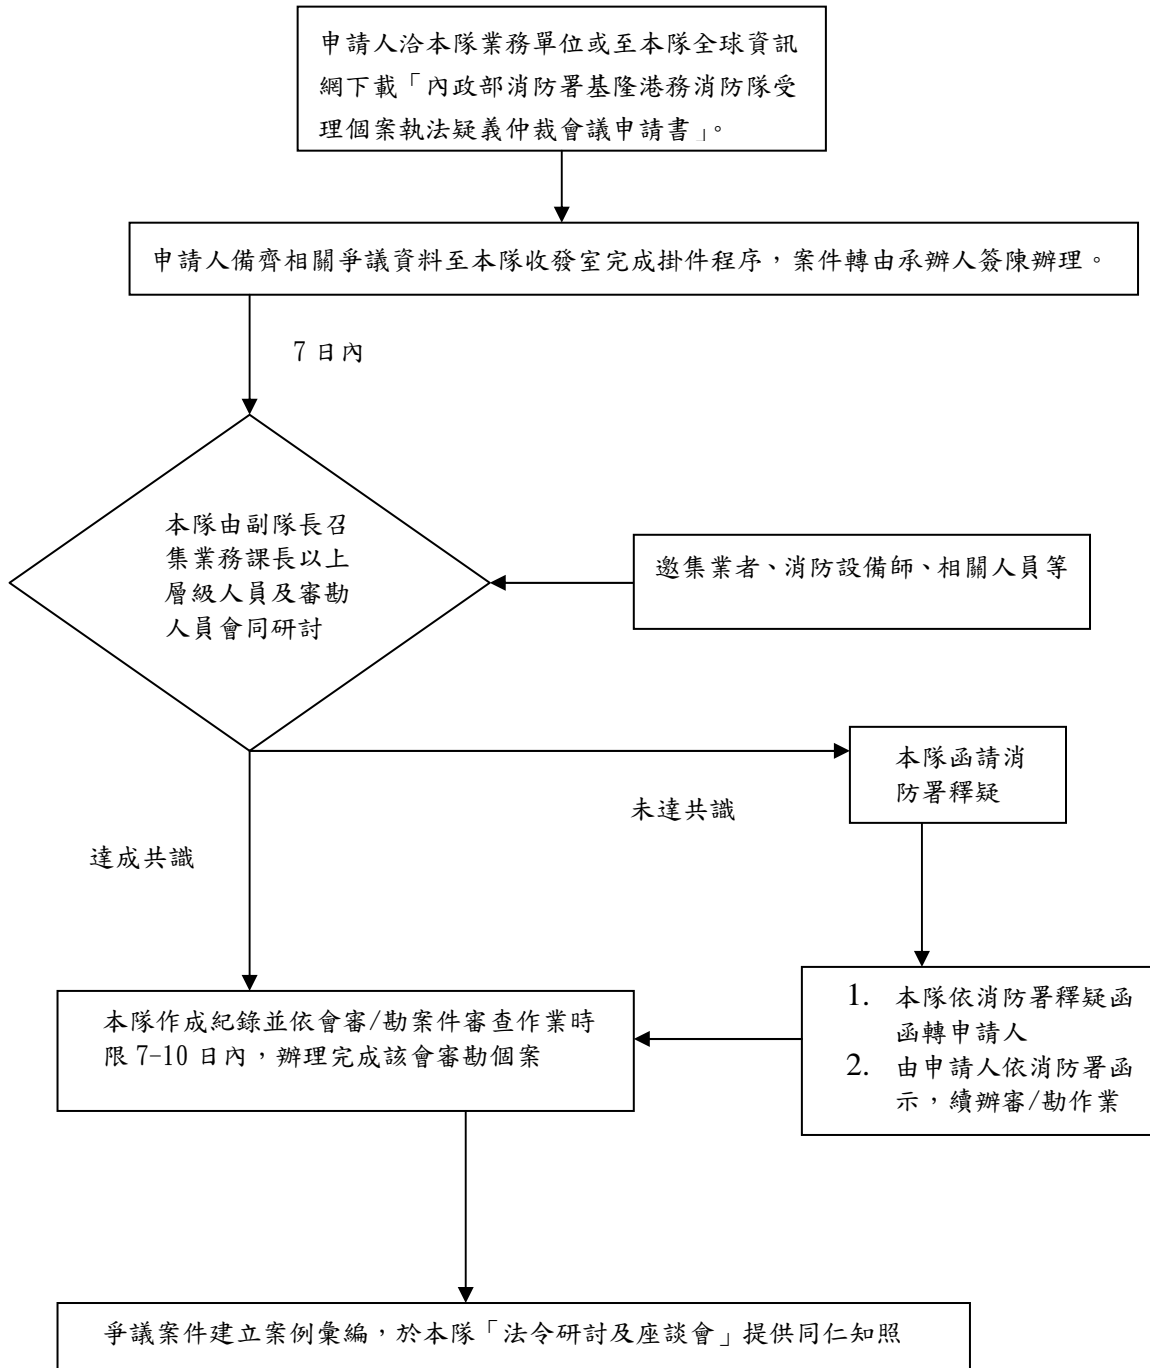 申請人洽本隊業務單位或至本隊全球資訊
網下載「內政部消防署基隆港務消防隊受
理個案執法疑義仲裁會議申請書」。
申請人備齊相關爭議資料至本隊收發室完成掛件程序，案件轉由承辦人簽陳辦理。
7 日內
本隊由副隊長召
集業務課長以上
層級人員及審勘
人員會同研討
邀集業者、消防設備師、相關人員等
本隊函請消
防署釋疑
未達共識
達成共識
1. 本隊依消防署釋疑函
函轉申請人
2. 由申請人依消防署函
示，續辦審/勘作業
本隊作成紀錄並依會審/勘案件審查作業時
限 7-10 日內，辦理完成該會審勘個案
爭議案件建立案例彙編，於本隊「法令研討及座談會」提供同仁知照